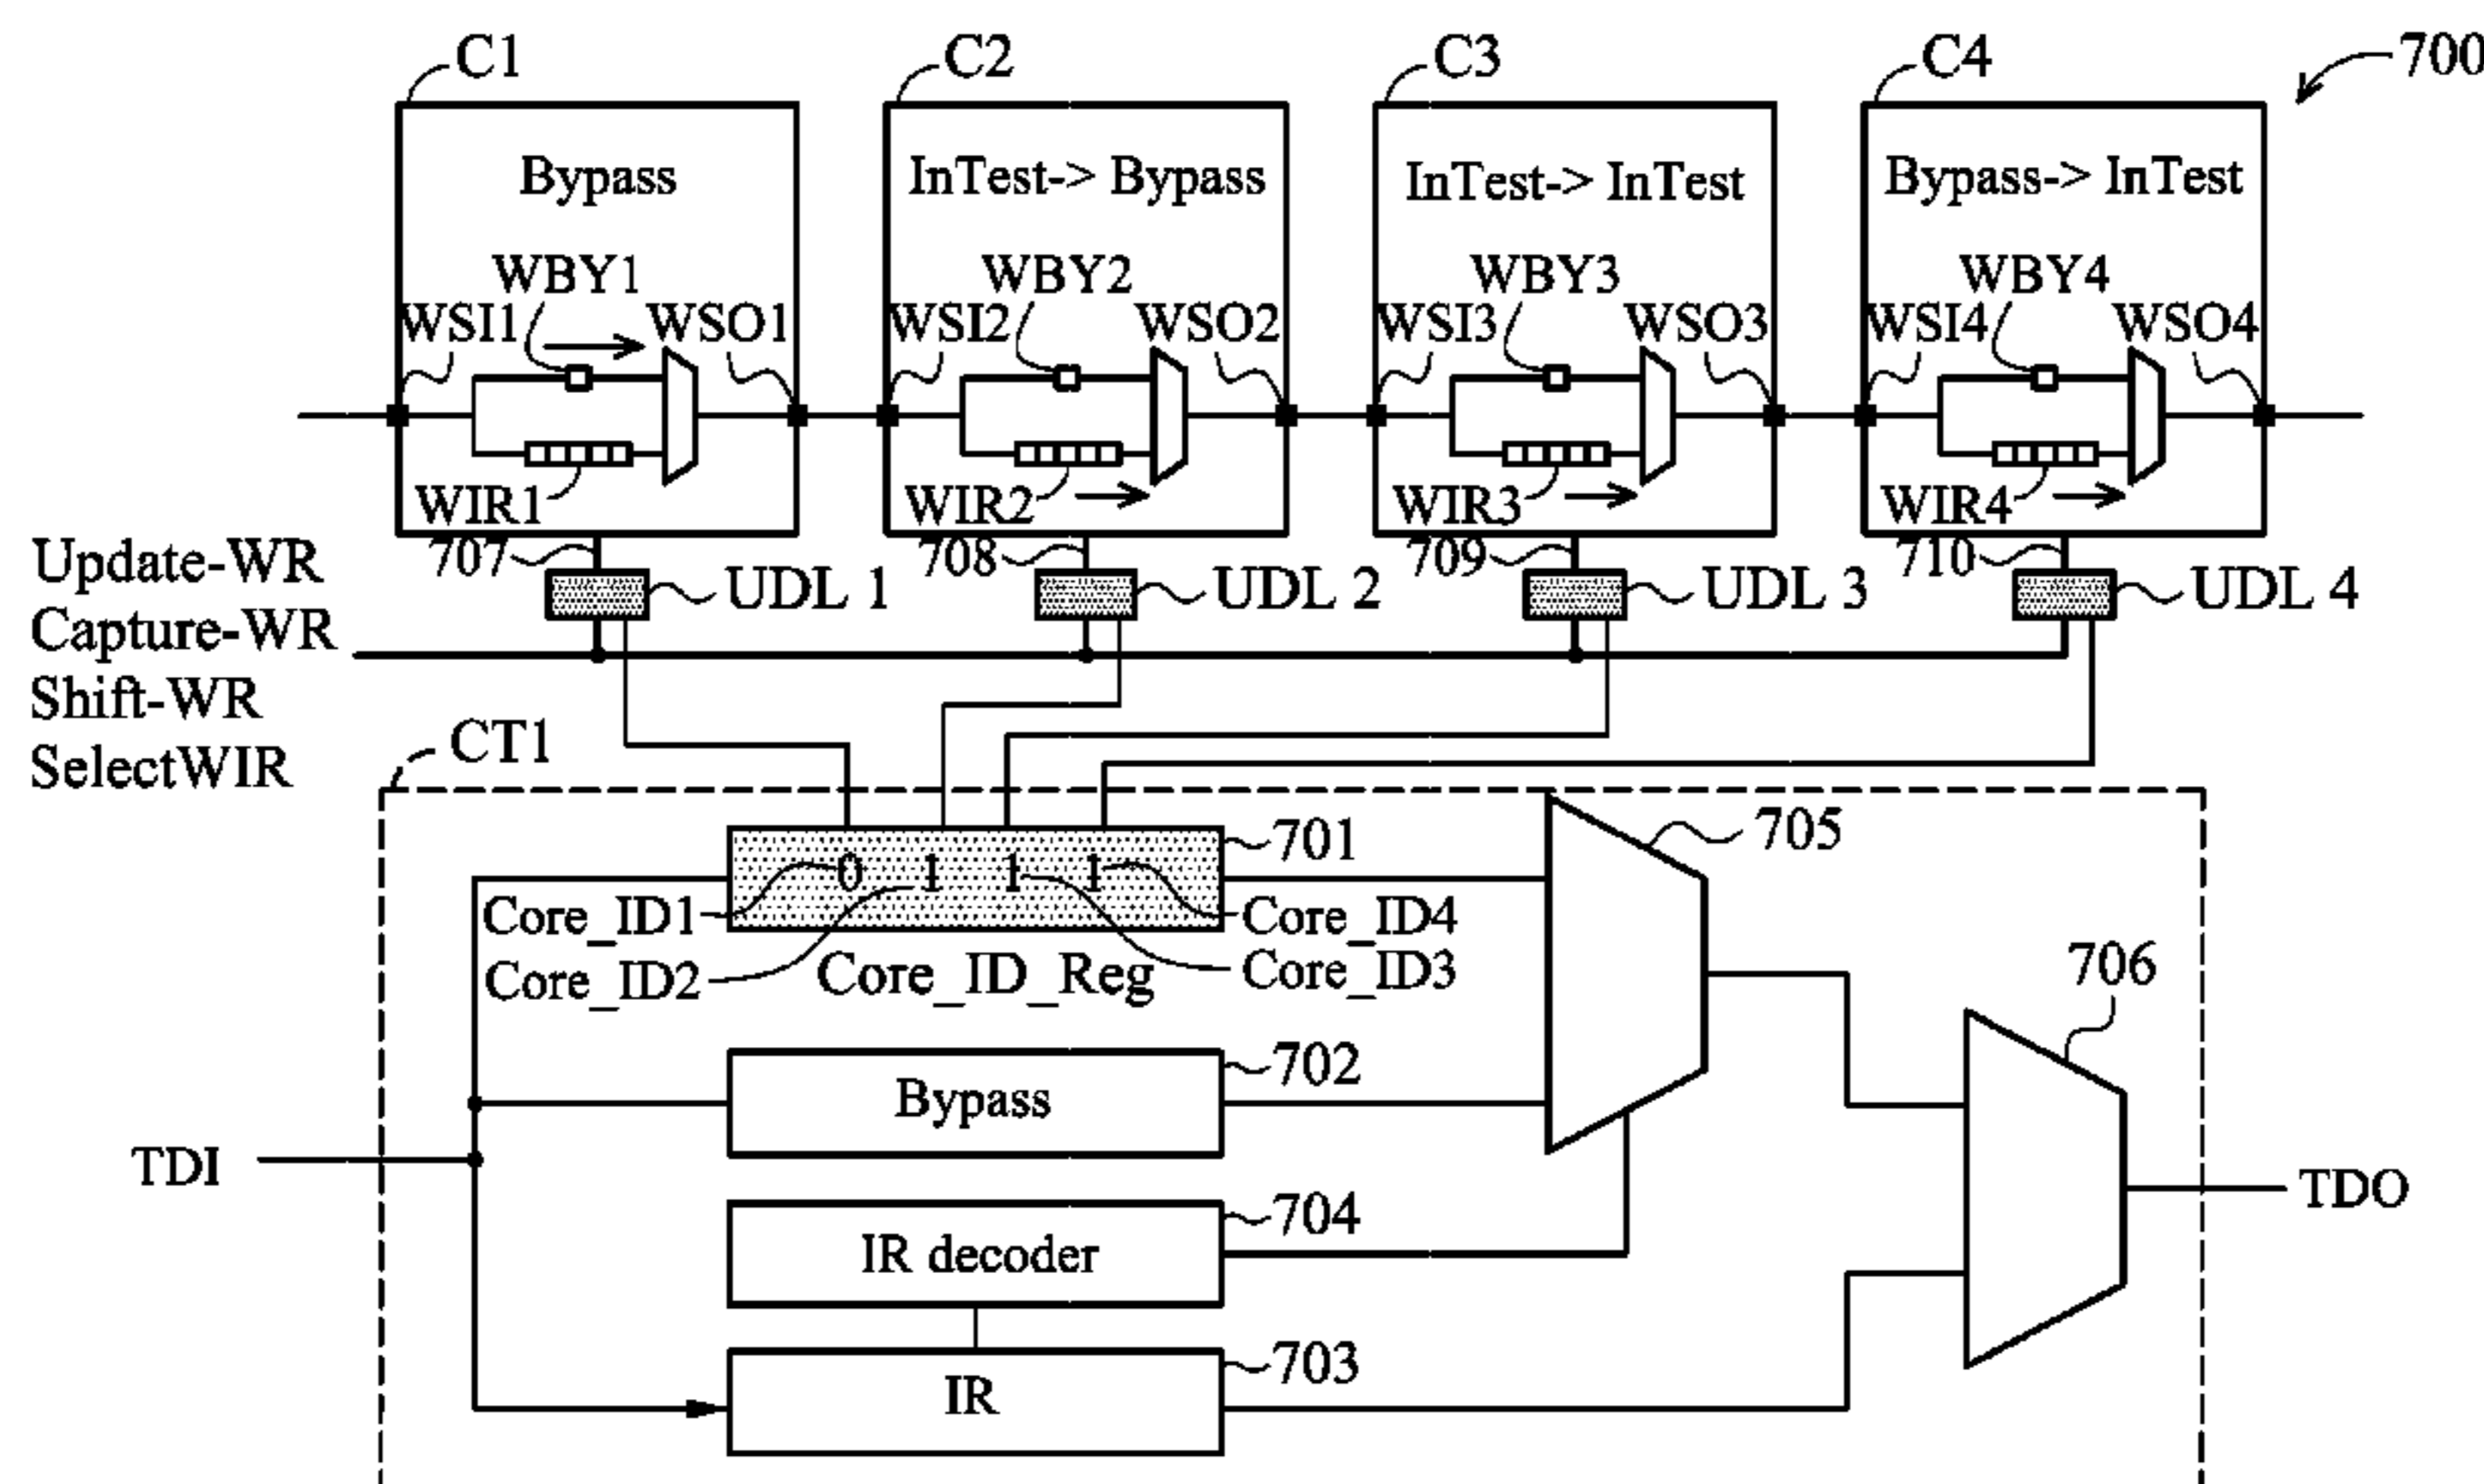 C1 C2 C3 C4 700
Bypass InTest-> Bypass InTest-> InTest Bypass-> InTest
WBY1 WBY2 WBY3 WBY4
WSI1 WSO1 WSI2 WSO2 WSI3 WSO3 WSI4 WSO4
WIR1 WIR2 WIR3 WIR4
707 708 709 710
Update-WR
UDL 1 UDL 2 UDL 3 UDL 4
Capture-WR
Shift-WR
SelectWIR
CT1
701 705
0 1 1 1
Core_ID1 Core_ID4
Core_ID2 Core_ID_Reg Core_ID3
706
702
Bypass
TDI
TDO
704
IR decoder
703
IR